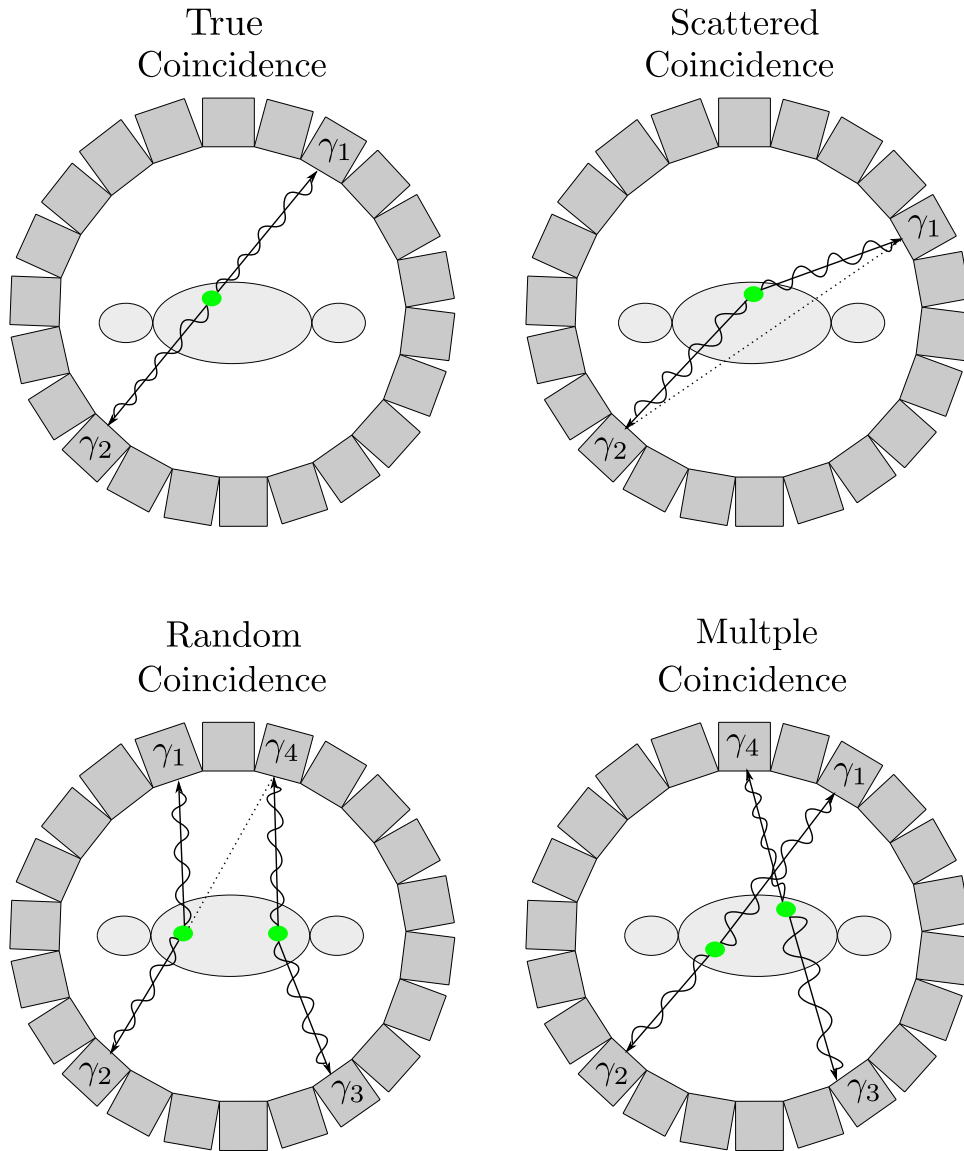 True
Coincidence
γ1
γ2
Scattered
Coincidence
γ1
γ2
Random
Coincidence
γ1
γ4
γ2
γ3
Multple
Coincidence
γ4
γ1
γ2
γ3